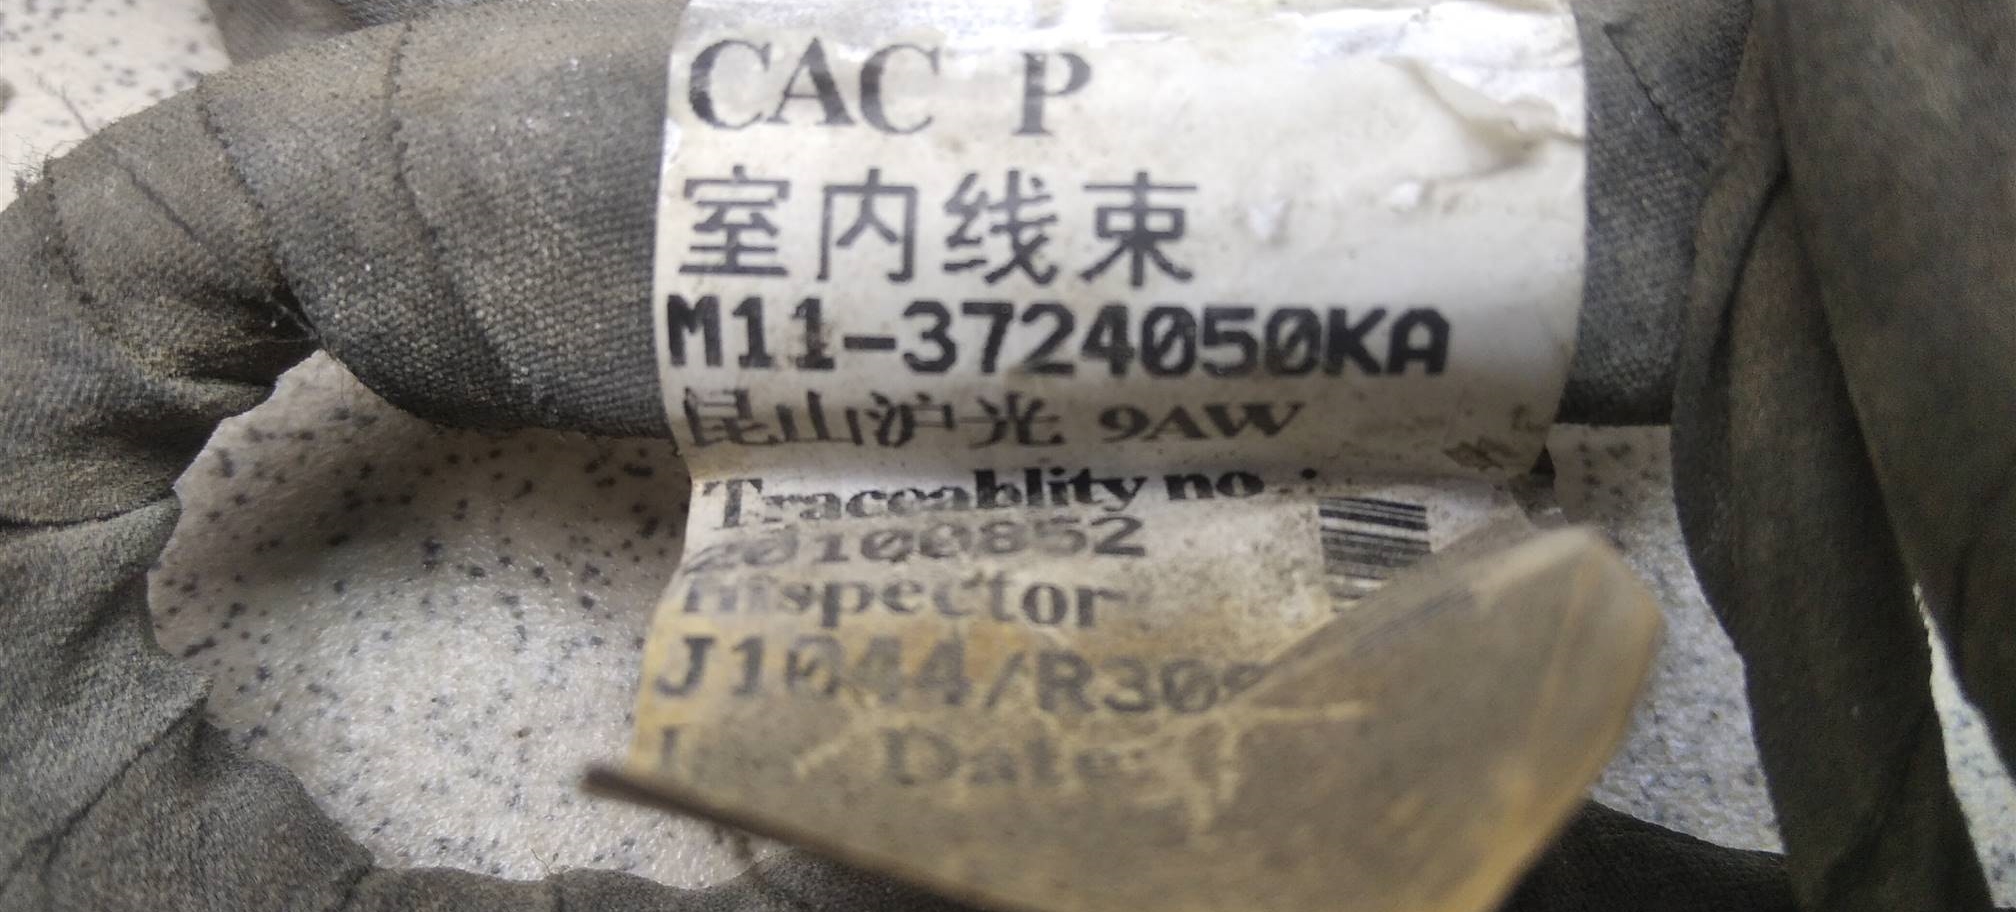 CAC P
室内线束
M11-3724050KA
昆山沪光 9AW
Traceablity no.:
20100852
Inspector
J1044/R30
Date: